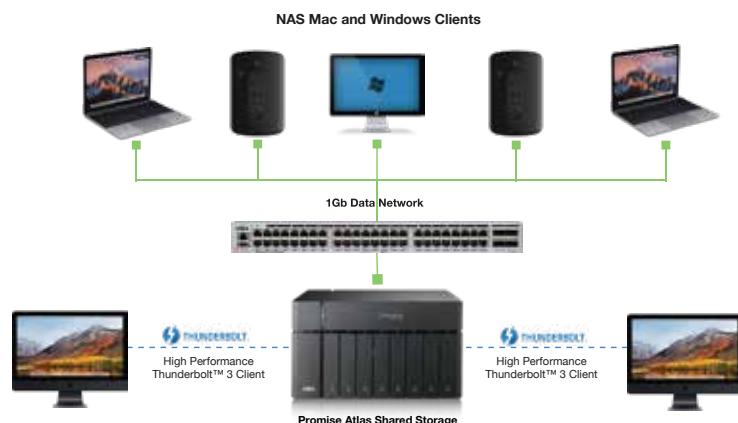 NAS Mac and Windows Clients
1Gb Data Network
THUNDERBOLT.
High Performance
Thunderbolt™ 3 Client
THUNDERBOLT.
High Performance
Thunderbolt™ 3 Client
Promise Atlas Shared Storage